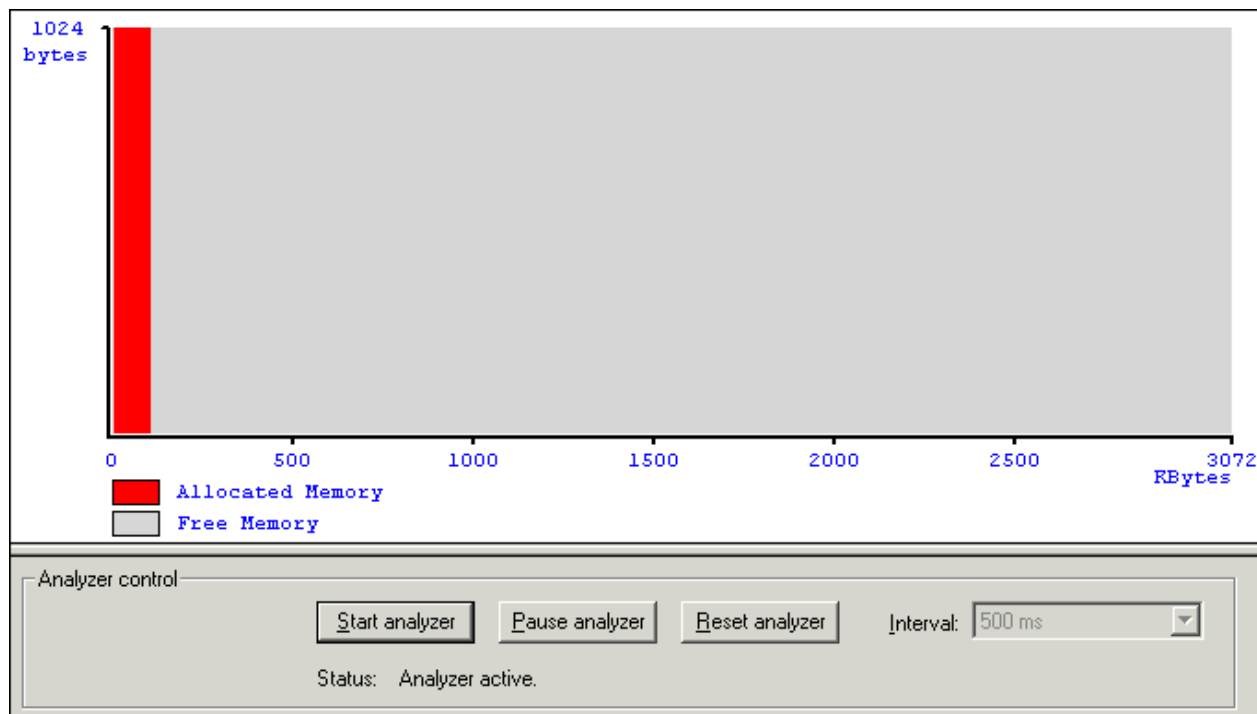 1024
bytes
0 500 1000 1500 2000 2500 3072
KBytes
Allocated Memory
Free Memory
Analyzer control
Start analyzer Pause analyzer Reset analyzer Interval: 500 ms
Status: Analyzer active.